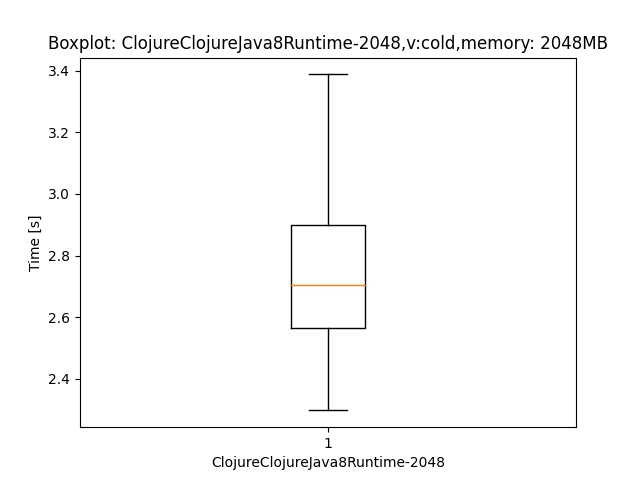 Boxplot: ClojureClojureJava8Runtime-2048,v:cold,memory: 2048MB
3.4
3.2
3.0
2.8
2.6
2.4
Time [s]
1
ClojureClojureJava8Runtime-2048